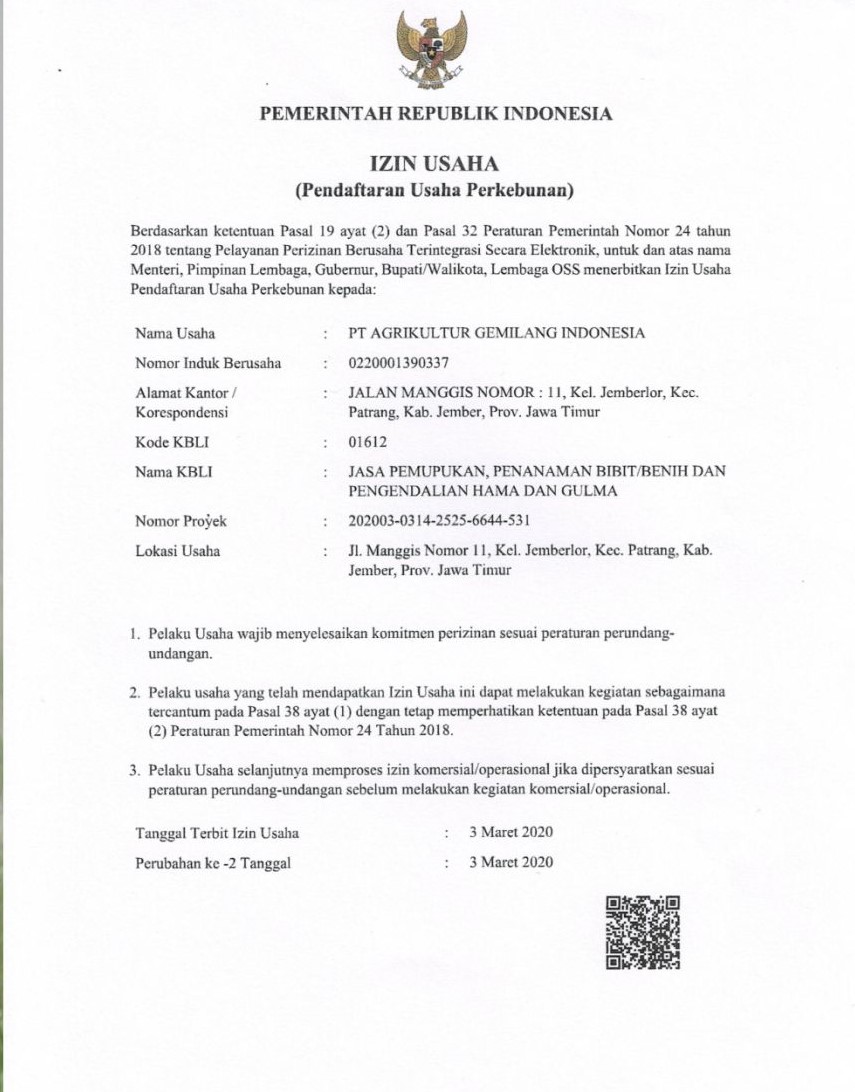 PEMERINTAH REPUBLIK INDONESIA
IZIN USAHA
(Pendaftaran Usaha Perkebunan)
Berdasarkan ketentuan Pasal 19 ayat (2) dan Pasal 32 Peraturan Pemerintah Nomor 24 tahun
2018 tentang Pelayanan Perizinan Berusaha Terintegrasi Secara Elektronik, untuk dan atas nama
Menteri, Pimpinan Lembaga, Gubernur, Bupati/Walikota, Lembaga OSS menerbitkan Izin Usaha
Pendaftaran Usaha Perkebunan kepada:
Nama Usaha : PT AGRIKULTUR GEMILANG INDONESIA
Nomor Induk Berusaha : 0220001390337
Alamat Kantor / : JALAN MANGGIS NOMOR : 11, Kel. Jemberlor, Kec.
Korespondensi Patrang, Kab. Jember, Prov. Jawa Timur
Kode KBLI : 01612
Nama KBLI : JASA PEMUPUKAN, PENANAMAN BIBIT/BENIH DAN
PENGENDALIAN HAMA DAN GULMA
Nomor Proyek : 202003-0314-2525-6644-531
Lokasi Usaha : Jl. Manggis Nomor 11, Kel. Jemberlor, Kec. Patrang, Kab.
Jember, Prov. Jawa Timur
1. Pelaku Usaha wajib menyelesaikan komitmen perizinan sesuai peraturan perundang-
undangan.
2. Pelaku usaha yang telah mendapatkan Izin Usaha ini dapat melakukan kegiatan sebagaimana
tercantum pada Pasal 38 ayat (1) dengan tetap memperhatikan ketentuan pada Pasal 38 ayat
(2) Peraturan Pemerintah Nomor 24 Tahun 2018.
3. Pelaku Usaha selanjutnya memproses izin komersial/operasional jika dipersyaratkan sesuai
peraturan perundang-undangan sebelum melakukan kegiatan komersial/operasional.
Tanggal Terbit Izin Usaha : 3 Maret 2020
Perubahan ke -2 Tanggal : 3 Maret 2020